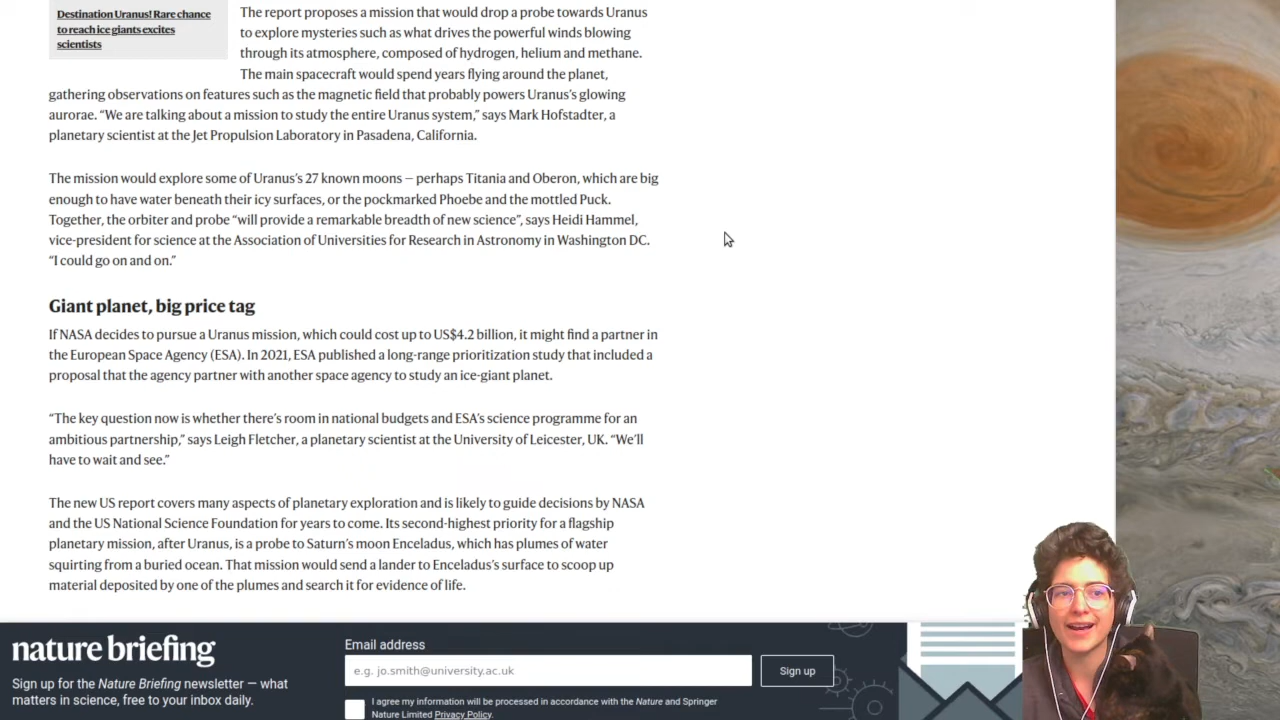 Destination Uranus! Rare chance
to reach ice giants excites
scientists
The report proposes a mission that would drop a probe towards Uranus
to explore mysteries such as what drives the powerful winds blowing
through its atmosphere, composed of hydrogen, helium and methane.
The main spacecraft would spend years flying around the planet,
gathering observations on features such as the magnetic field that probably powers Uranus's glowing
aurorae. “We are talking about a mission to study the entire Uranus system,” says Mark Hofstadter, a
planetary scientist at the Jet Propulsion Laboratory in Pasadena, California.
The mission would explore some of Uranus's 27 known moons — perhaps Titania and Oberon, which are big
enough to have water beneath their icy surfaces, or the pockmarked Phoebe and the mottled Puck.
Together, the orbiter and probe “will provide a remarkable breadth of new science”, says Heidi Hammel,
vice-president for science at the Association of Universities for Research in Astronomy in Washington DC.
“I could go on and on.”
Giant planet, big price tag
If NASA decides to pursue a Uranus mission, which could cost up to US$4.2 billion, it might find a partner in
the European Space Agency (ESA). In 2021, ESA published a long-range prioritization study that included a
proposal that the agency partner with another space agency to study an ice-giant planet.
“The key question now is whether there's room in national budgets and ESA's science programme for an
ambitious partnership,” says Leigh Fletcher, a planetary scientist at the University of Leicester, UK. “We'll
have to wait and see.”
The new US report covers many aspects of planetary exploration and is likely to guide decisions by NASA
and the US National Science Foundation for years to come. Its second-highest priority for a flagship
planetary mission, after Uranus, is a probe to Saturn's moon Enceladus, which has plumes of water
squirting from a buried ocean. That mission would send a lander to Enceladus's surface to scoop up
material deposited by one of the plumes and search it for evidence of life.
nature briefing
Sign up for the Nature Briefing newsletter — what
matters in science, free to your inbox daily.
Email address
e.g. jo.smith@university.ac.uk
Sign up
I agree my information will be processed in accordance with the Nature and Springer
Nature Limited Privacy Policy.